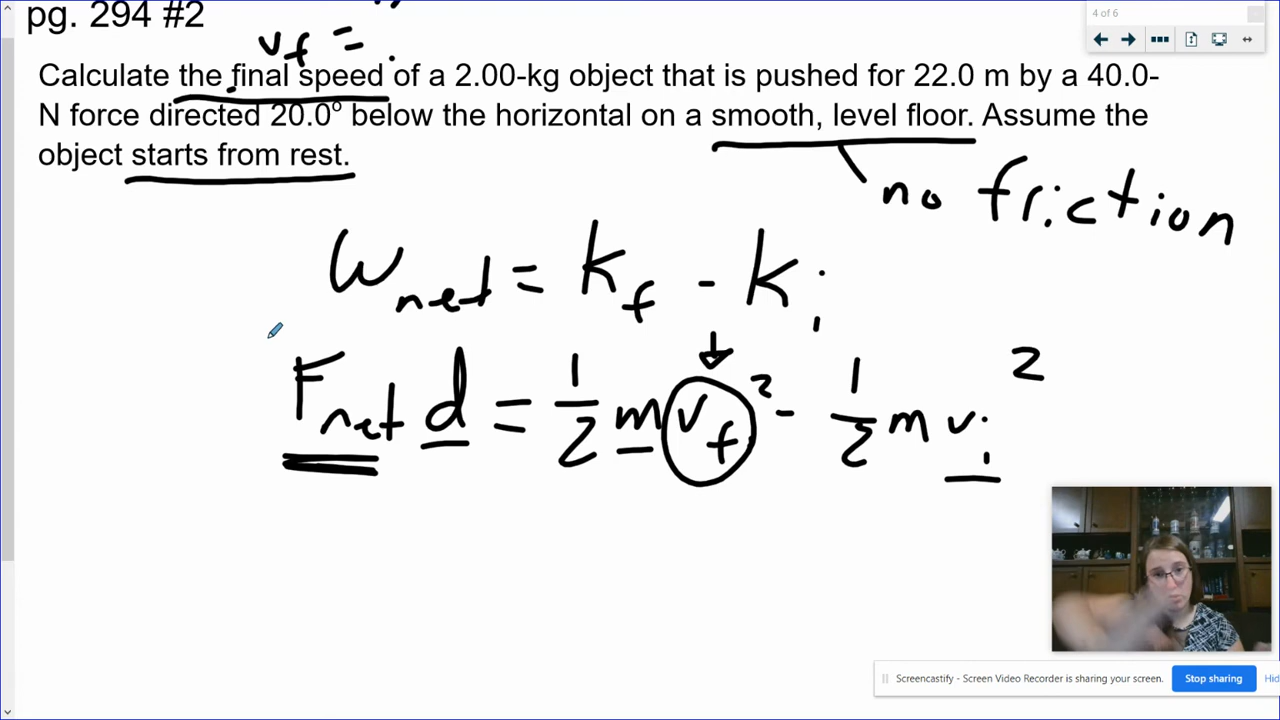 pg. 294 #2
4 of 6
vf =
Calculate the final speed of a 2.00-kg object that is pushed for 22.0 m by a 40.0-
N force directed 20.0º below the horizontal on a smooth, level floor. Assume the
object starts from rest.
no friction
Wnet = Kf - Ki
Fnet d = 1/2 m vf² - 1/2 m vi ²
Screencastify - Screen Video Recorder is sharing your screen.
Stop sharing
Hid